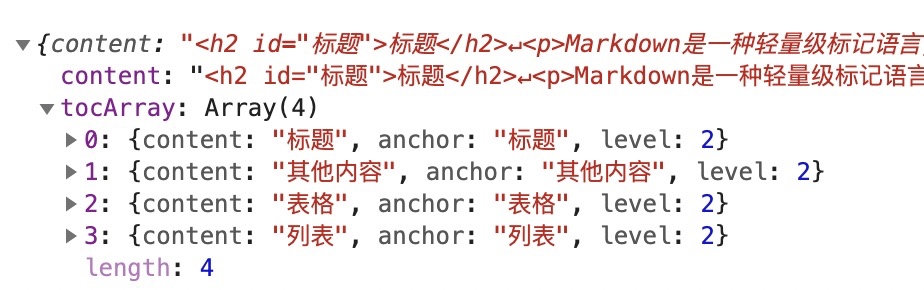 ▼{content: "<h2 id="标题">标题</h2>↵<p>Markdown是一种轻量级标记语言
content: "<h2 id="标题">标题</h2>↵<p>Markdown是一种轻量级标记语言
▼tocArray: Array(4)
▶0: {content: "标题", anchor: "标题", level: 2}
▶1: {content: "其他内容", anchor: "其他内容", level: 2}
▶2: {content: "表格", anchor: "表格", level: 2}
▶3: {content: "列表", anchor: "列表", level: 2}
length: 4